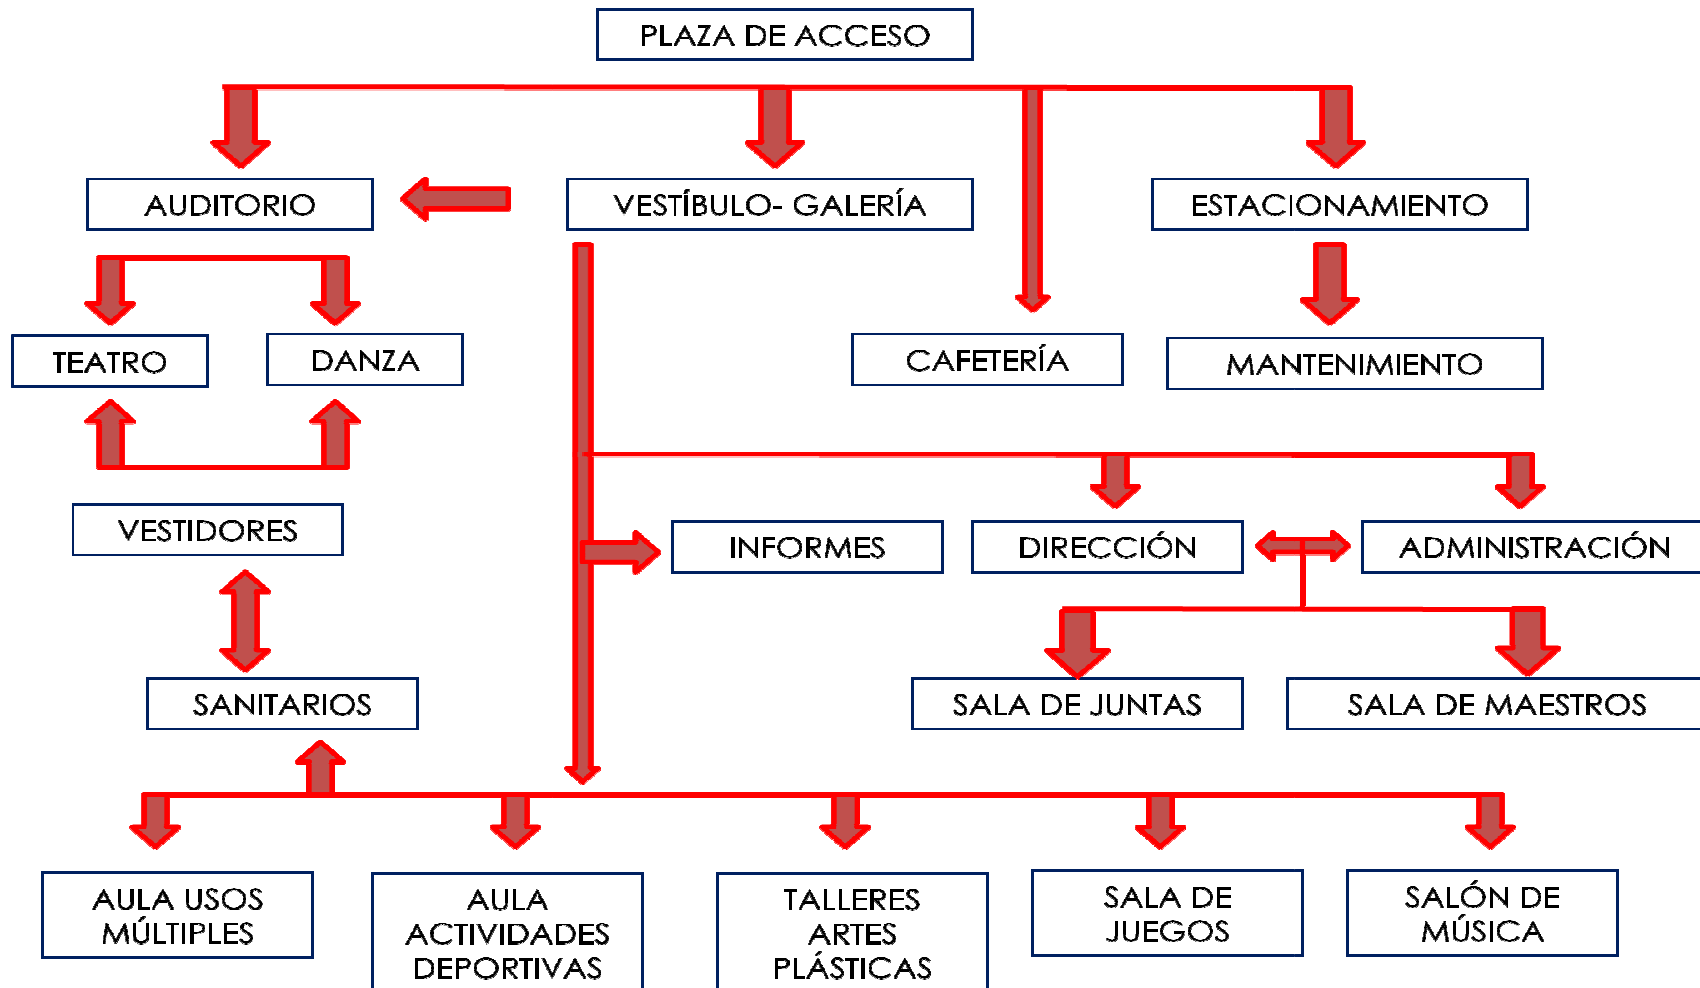 PLAZA DE ACCESO
AUDITORIO
VESTÍBULO- GALERÍA
ESTACIONAMIENTO
TEATRO
DANZA
CAFETERÍA
MANTENIMIENTO
VESTIDORES
INFORMES
DIRECCIÓN
ADMINISTRACIÓN
SANITARIOS
SALA DE JUNTAS
SALA DE MAESTROS
AULA USOS
MÚLTIPLES
AULA
ACTIVIDADES
DEPORTIVAS
TALLERES
ARTES
PLÁSTICAS
SALA DE
JUEGOS
SALÓN DE
MÚSICA